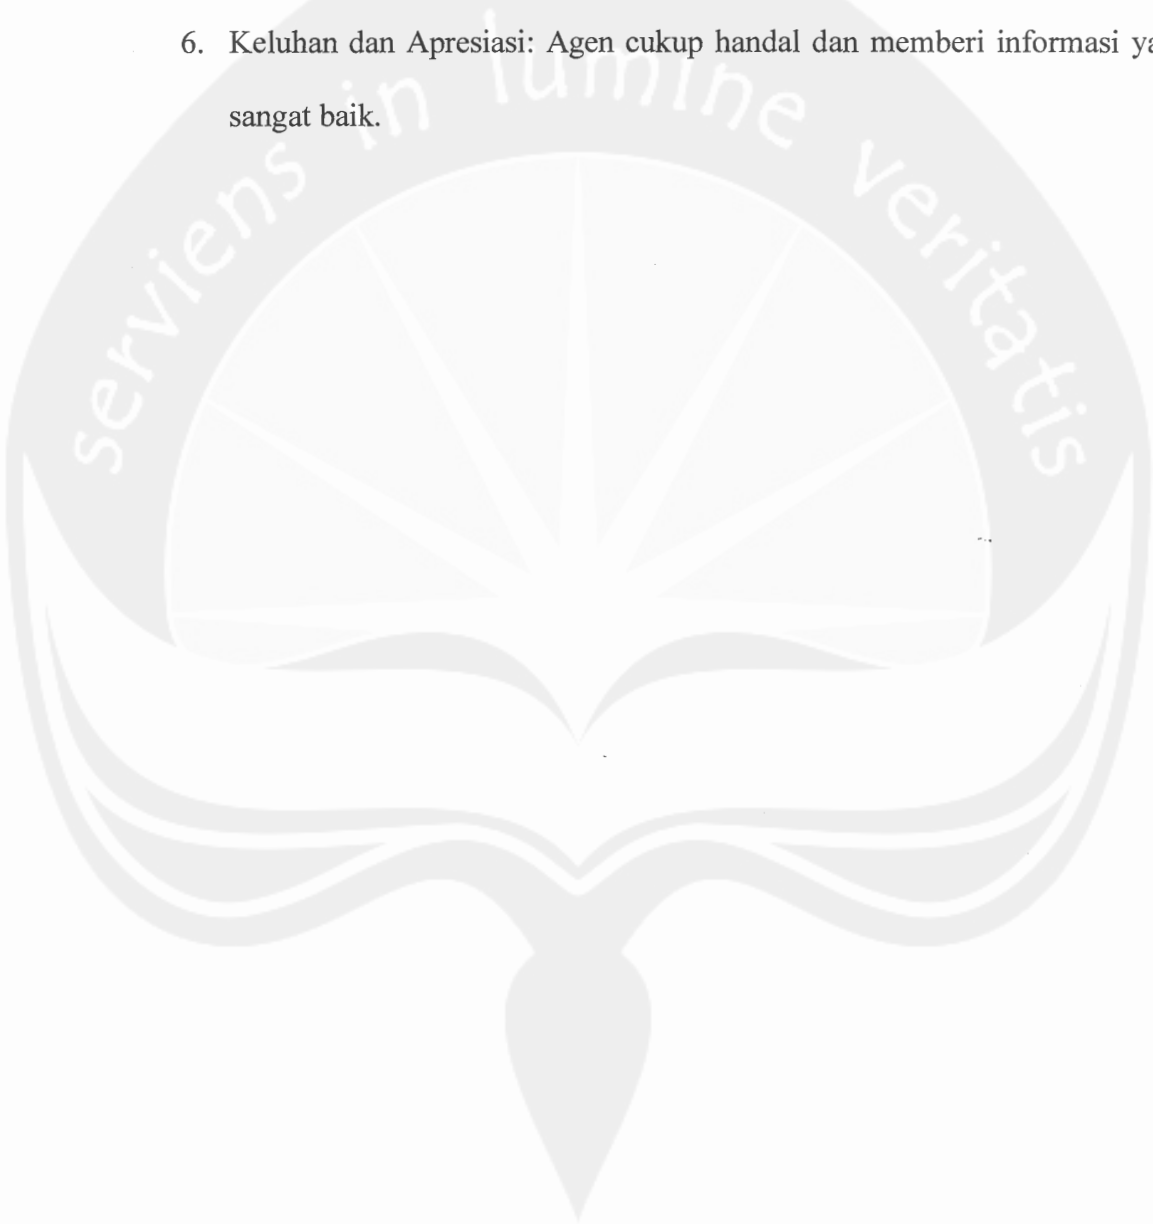 6. Keluhan dan Apresiasi: Agen cukup handal dan memberi informasi
sangat baik.
serviens in lumine veritatis